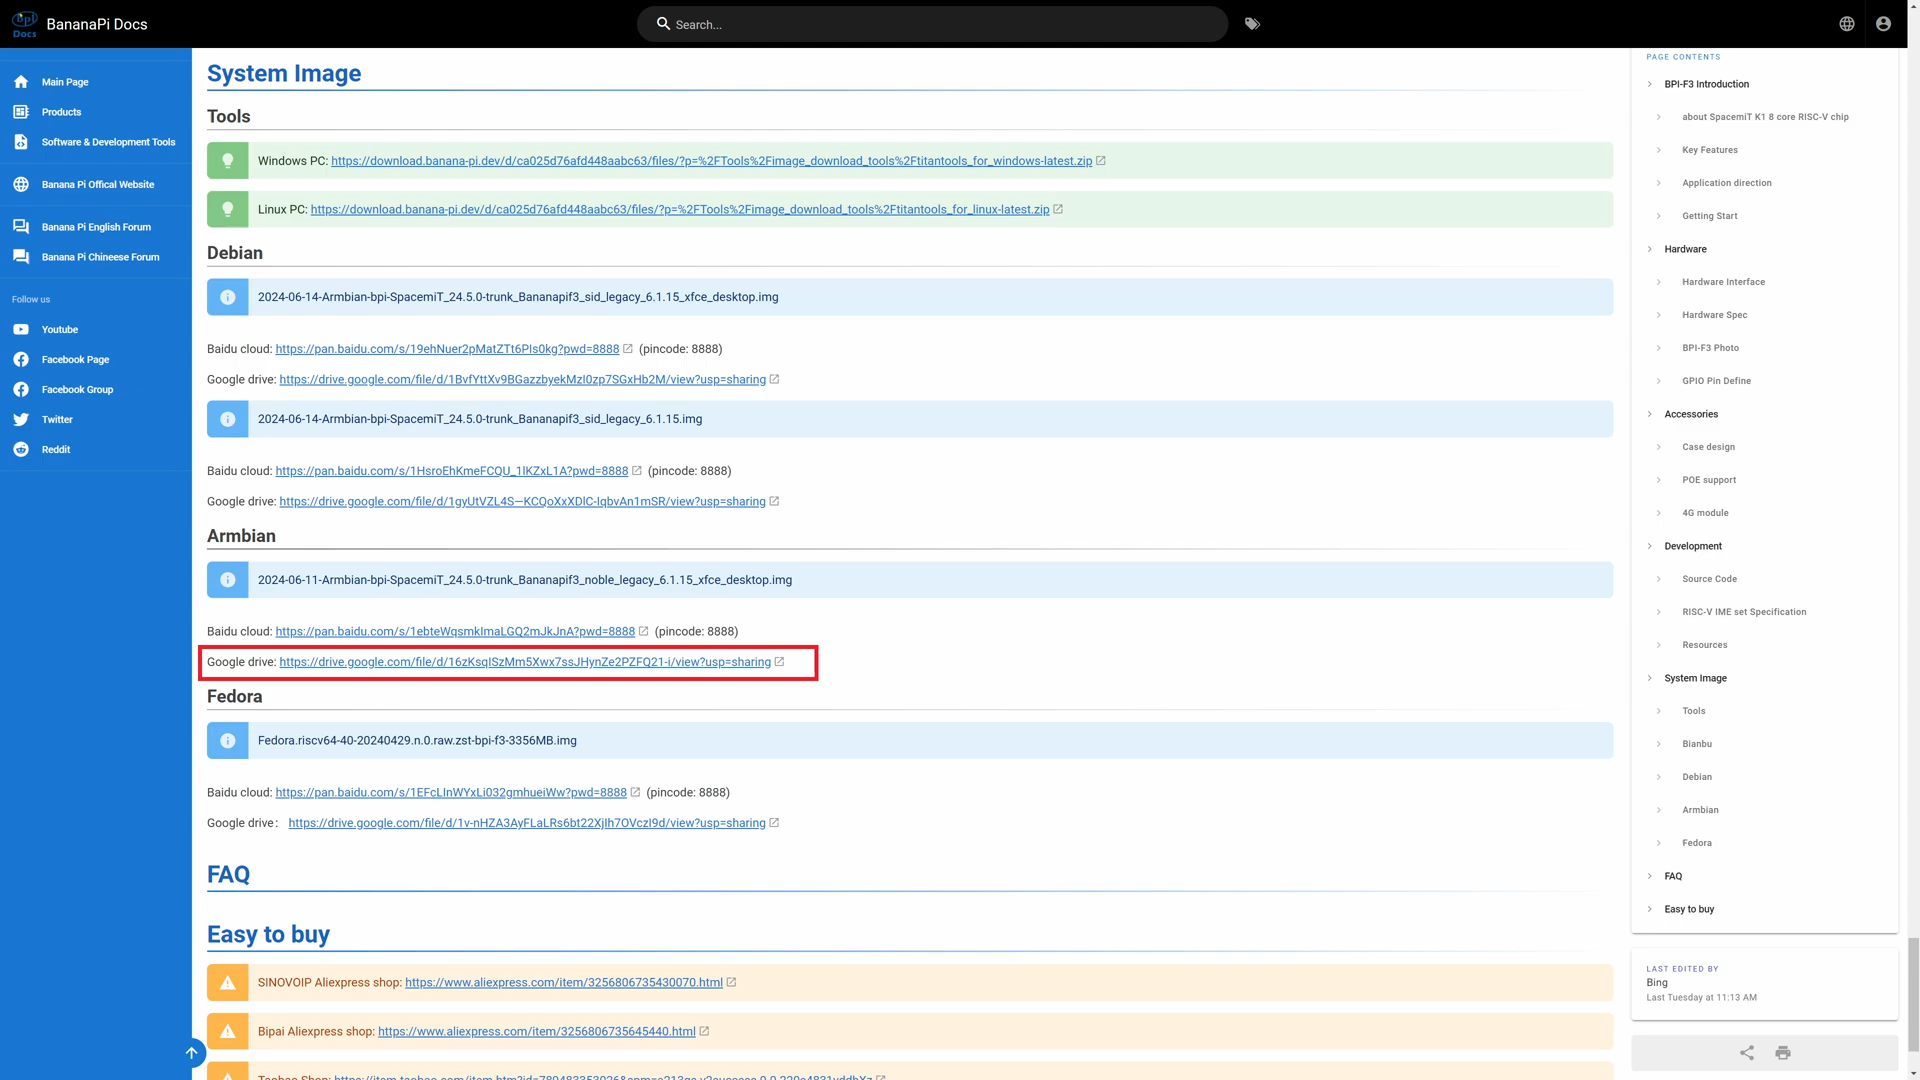 bpi
Docs
BananaPi Docs
Search...
Main Page
Products
Software & Development Tools
Banana Pi Offical Website
Banana Pi English Forum
Banana Pi Chineese Forum
Follow us
Youtube
Facebook Page
Facebook Group
Twitter
Reddit
System Image
Tools
Windows PC: https://download.banana-pi.dev/d/ca025d76afd448aabc63/files/?p=%2FTools%2Fimage_download_tools%2Ftitantools_for_windows-latest.zip
Linux PC: https://download.banana-pi.dev/d/ca025d76afd448aabc63/files/?p=%2FTools%2Fimage_download_tools%2Ftitantools_for_linux-latest.zip
Debian
2024-06-14-Armbian-bpi-SpacemiT_24.5.0-trunk_Bananapif3_sid_legacy_6.1.15_xfce_desktop.img
Baidu cloud: https://pan.baidu.com/s/19ehNuer2pMatZTt6PIs0kg?pwd=8888 (pincode: 8888)
Google drive: https://drive.google.com/file/d/1BvfYttXv9BGazzbyekMzI0zp7SGxHb2M/view?usp=sharing
2024-06-14-Armbian-bpi-SpacemiT_24.5.0-trunk_Bananapif3_sid_legacy_6.1.15.img
Baidu cloud: https://pan.baidu.com/s/1HsroEhKmeFCQU_1lKZxL1A?pwd=8888 (pincode: 8888)
Google drive: https://drive.google.com/file/d/1gyUtVZL4S—KCQoXxXDlC-IqbvAn1mSR/view?usp=sharing
Armbian
2024-06-11-Armbian-bpi-SpacemiT_24.5.0-trunk_Bananapif3_noble_legacy_6.1.15_xfce_desktop.img
Baidu cloud: https://pan.baidu.com/s/1ebteWqsmkImaLGQ2mJkJnA?pwd=8888 (pincode: 8888)
Google drive: https://drive.google.com/file/d/16zKsqISzMm5Xwx7ssJHynZe2PZFQ21-i/view?usp=sharing
Fedora
Fedora.riscv64-40-20240429.n.0.raw.zst-bpi-f3-3356MB.img
Baidu cloud: https://pan.baidu.com/s/1EFcLInWYxLi032gmhueiWw?pwd=8888 (pincode: 8888)
Google drive： https://drive.google.com/file/d/1v-nHZA3AyFLaLRs6bt22XjIh7OVczI9d/view?usp=sharing
FAQ
Easy to buy
SINOVOIP Aliexpress shop: https://www.aliexpress.com/item/3256806735430070.html
Bipai Aliexpress shop: https://www.aliexpress.com/item/3256806735645440.html
PAGE CONTENTS
BPI-F3 Introduction
about SpacemiT K1 8 core RISC-V chip
Key Features
Application direction
Getting Start
Hardware
Hardware Interface
Hardware Spec
BPI-F3 Photo
GPIO Pin Define
Accessories
Case design
POE support
4G module
Development
Source Code
RISC-V IME set Specification
Resources
System Image
Tools
Bianbu
Debian
Armbian
Fedora
FAQ
Easy to buy
LAST EDITED BY
Bing
Last Tuesday at 11:13 AM